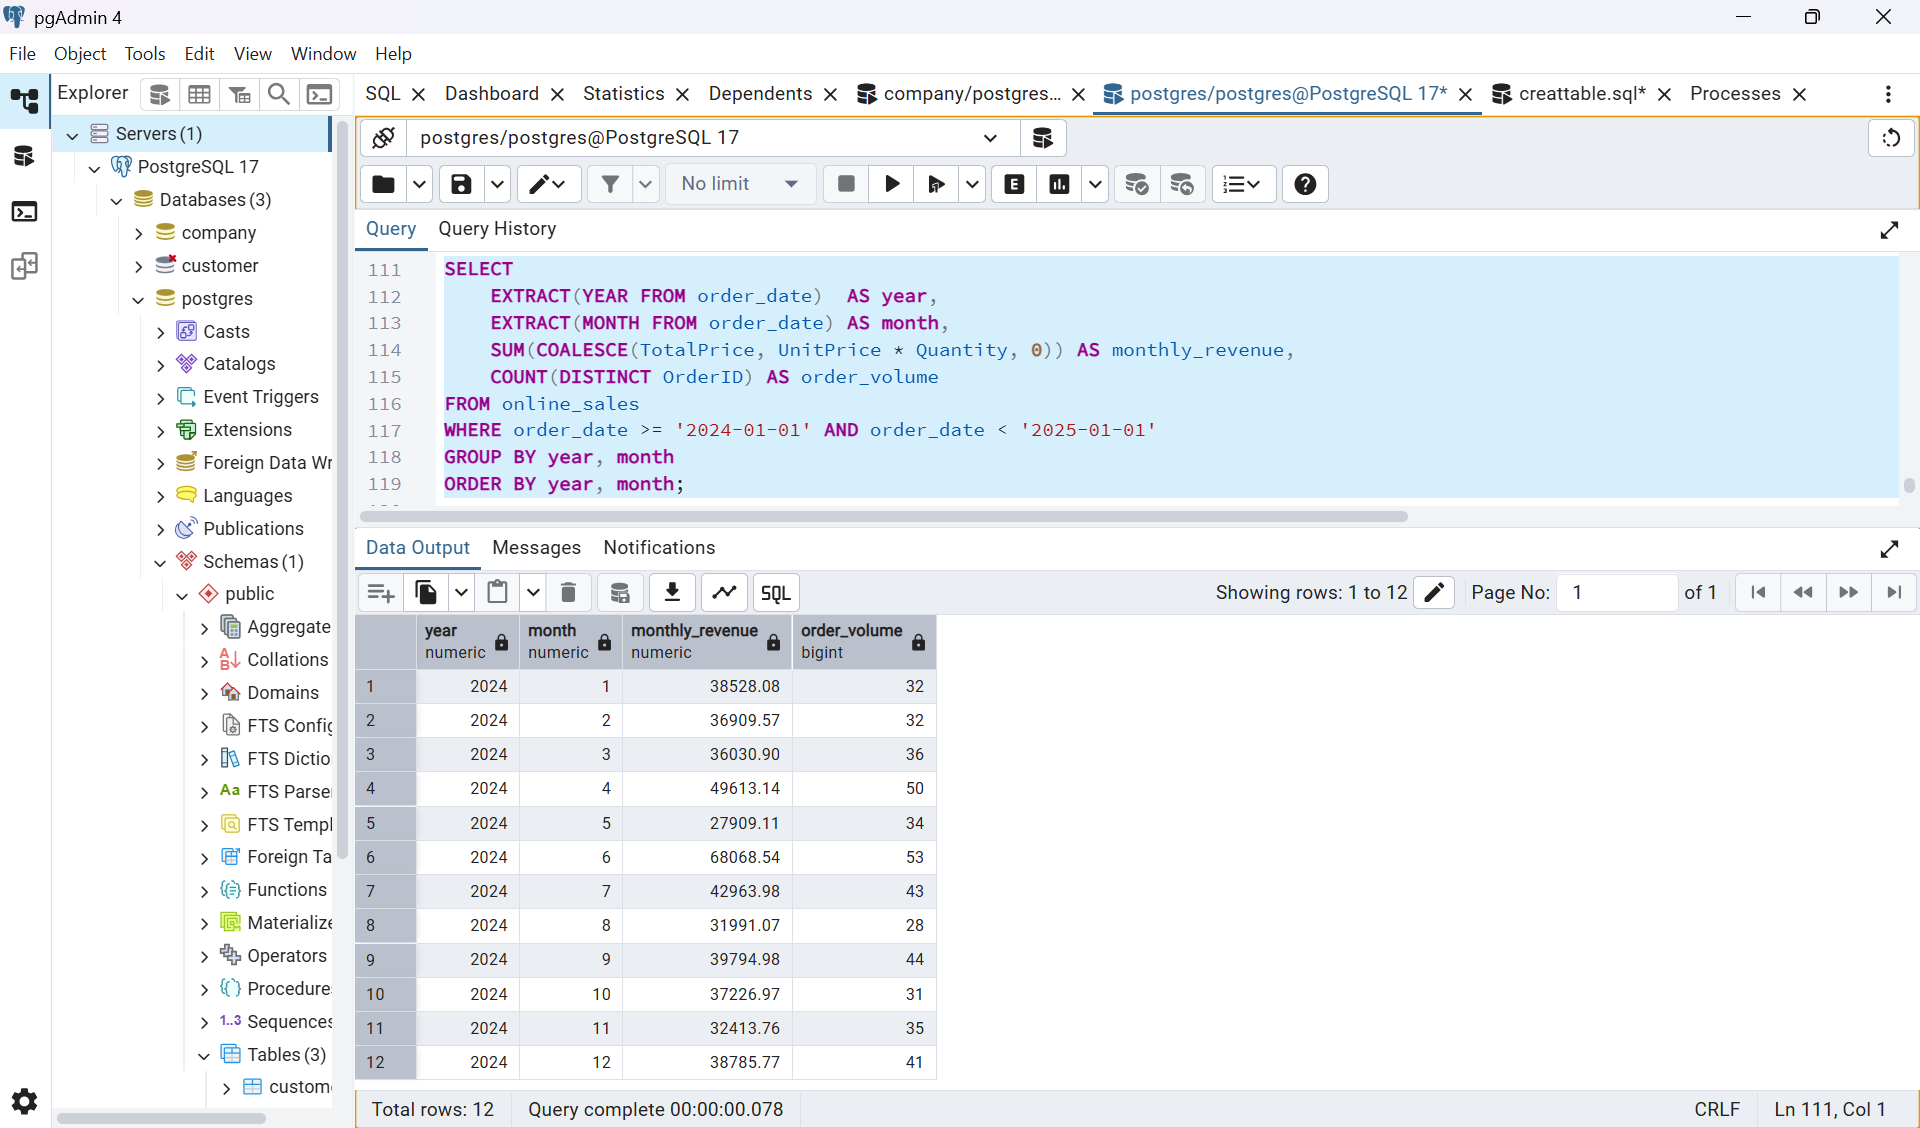 pgAdmin 4
File Object Tools Edit View Window Help
Explorer
SQL Dashboard Statistics Dependents company/postgres... postgres/postgres@PostgreSQL 17* creattable.sql* Processes
Servers (1)
PostgreSQL 17
Databases (3)
company
customer
postgres
Casts
Catalogs
Event Triggers
Extensions
Foreign Data Wr
Languages
Publications
Schemas (1)
public
Aggregate
Collations
Domains
FTS Config
FTS Dictio
FTS Parse
FTS Templ
Foreign Ta
Functions
Materialize
Operators
Procedure
1..3 Sequences
Tables (3)
custome
postgres/postgres@PostgreSQL 17
No limit
E
Query Query History
111 SELECT
112 EXTRACT(YEAR FROM order_date) AS year,
113 EXTRACT(MONTH FROM order_date) AS month,
114 SUM(COALESCE(TotalPrice, UnitPrice * Quantity, 0)) AS monthly_revenue,
115 COUNT(DISTINCT OrderID) AS order_volume
116 FROM online_sales
117 WHERE order_date >= '2024-01-01' AND order_date < '2025-01-01'
118 GROUP BY year, month
119 ORDER BY year, month;
Data Output Messages Notifications
SQL Showing rows: 1 to 12 Page No: 1 of 1
year month monthly_revenue order_volume
numeric numeric numeric bigint
1 2024 1 38528.08 32
2 2024 2 36909.57 32
3 2024 3 36030.90 36
4 2024 4 49613.14 50
5 2024 5 27909.11 34
6 2024 6 68068.54 53
7 2024 7 42963.98 43
8 2024 8 31991.07 28
9 2024 9 39794.98 44
10 2024 10 37226.97 31
11 2024 11 32413.76 35
12 2024 12 38785.77 41
Total rows: 12 Query complete 00:00:00.078 CRLF Ln 111, Col 1